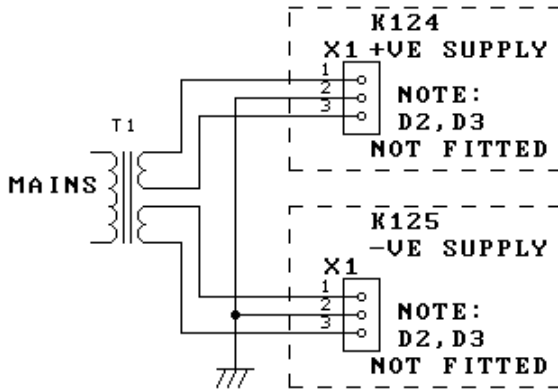 K124
X1 +VE SUPPLY
1
2
3
NOTE:
D2,D3
NOT FITTED
T1
MAINS
K125
-VE SUPPLY
X1
1
2
3
NOTE:
D2,D3
NOT FITTED